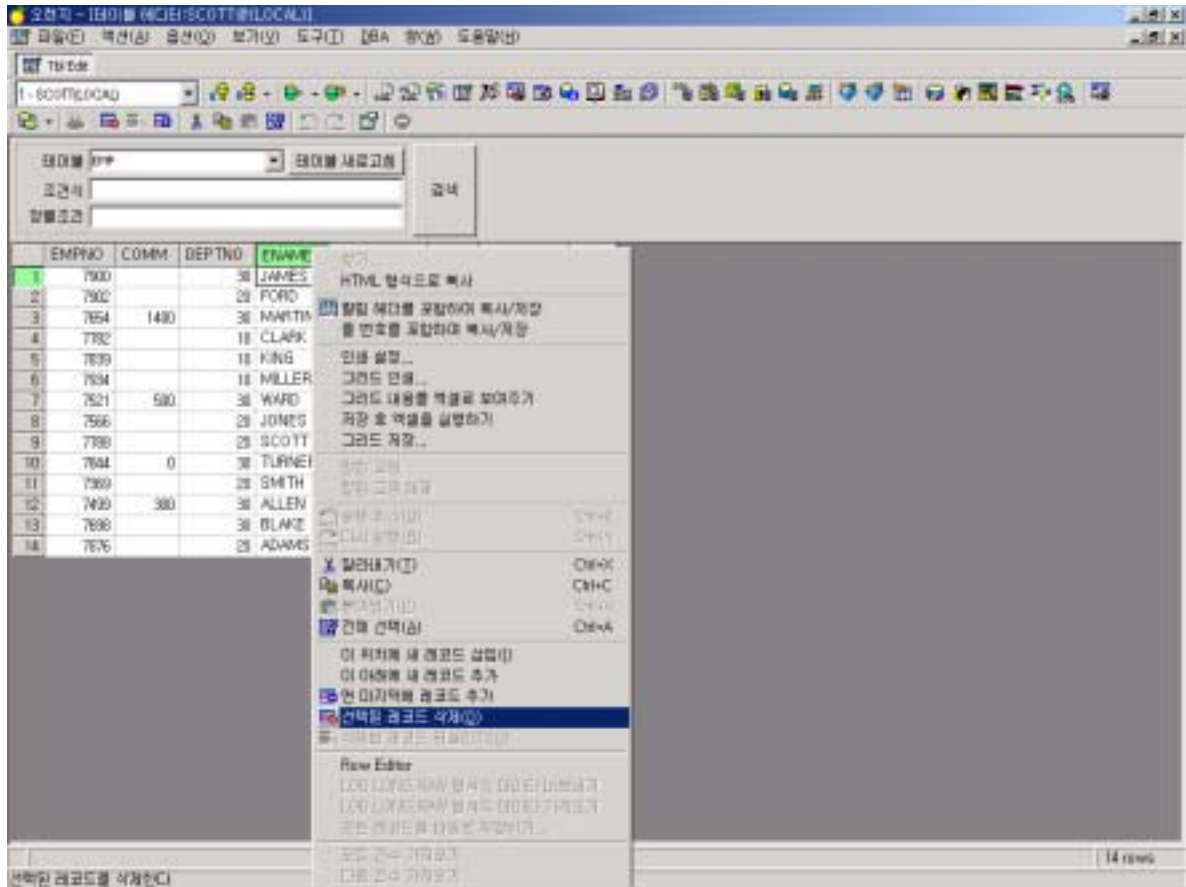 오렌지 - [테이블 에디터:SCOTT@(LOCAL)]
파일(F) 액션(A) 옵션(O) 보기(V) 도구(T) DBA 창(W) 도움말(H)
Tbl Edit
1 - SCOTT(LOCAL)
테이블 EMP 테이블 새로고침
조건식 검색
정렬조건
EMPNO COMM DEPTNO ENAME
1 7900 30 JAMES
2 7902 20 FORD
3 7654 1400 30 MARTIN
4 7782 10 CLARK
5 7839 10 KING
6 7934 10 MILLER
7 7521 500 30 WARD
8 7566 20 JONES
9 7788 20 SCOTT
10 7844 0 30 TURNER
11 7369 20 SMITH
12 7499 300 30 ALLEN
13 7698 30 BLAKE
14 7876 20 ADAMS
찾기...
HTML 형식으로 복사
컬럼 헤더를 포함하여 복사/저장
줄 번호를 포함하여 복사/저장
인쇄 설정...
그리드 인쇄...
그리드 내용을 엑셀로 보여주기
저장 후 엑셀을 실행하기
그리드 저장...
잘라내기(T) Ctrl+X
복사(C) Ctrl+C
전체 선택(A) Ctrl+A
이 위치에 새 레코드 삽입(I)
이 아래에 새 레코드 추가
맨 마지막에 레코드 추가
선택된 레코드 삭제(D)
Row Editor
14 rows
선택된 레코드를 삭제한다